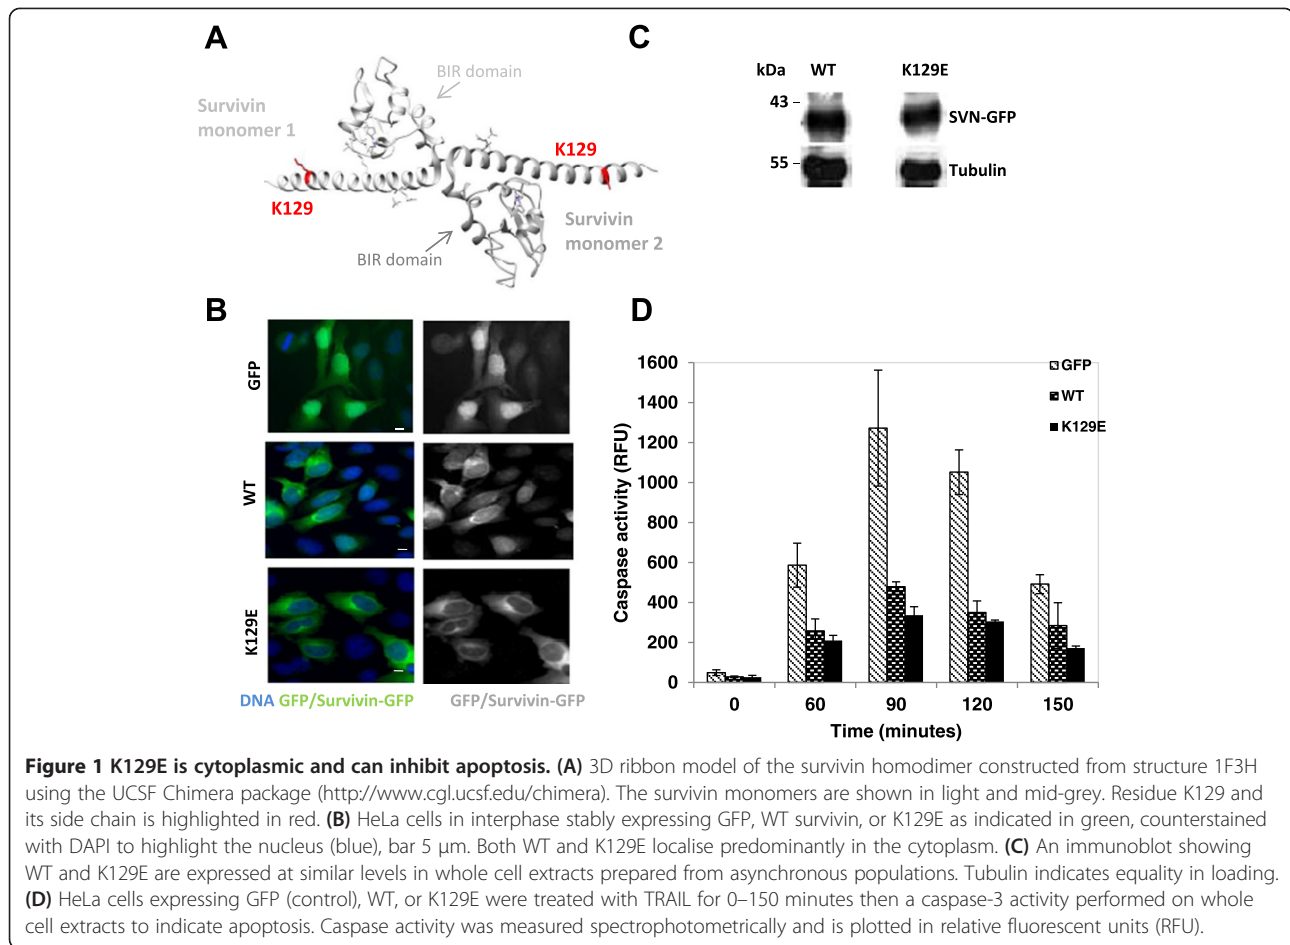 A
BIR domain
Survivin
monomer 1
K129
K129
Survivin
monomer 2
BIR domain
C
kDa
WT
K129E
43
SVN-GFP
55
Tubulin
B
GFP
WT
K129E
DNA GFP/Survivin-GFP
GFP/Survivin-GFP
D
1600
1400
1200
1000
800
600
400
200
0
Caspase activity (RFU)
GFP
WT
K129E
0 60 90 120 150
Time (minutes)
Figure 1 K129E is cytoplasmic and can inhibit apoptosis. (A) 3D ribbon model of the survivin homodimer constructed from structure 1F3H
using the UCSF Chimera package (http://www.cgl.ucsf.edu/chimera). The survivin monomers are shown in light and mid-grey. Residue K129 and
its side chain is highlighted in red. (B) HeLa cells in interphase stably expressing GFP, WT survivin, or K129E as indicated in green, counterstained
with DAPI to highlight the nucleus (blue), bar 5 μm. Both WT and K129E localise predominantly in the cytoplasm. (C) An immunoblot showing
WT and K129E are expressed at similar levels in whole cell extracts prepared from asynchronous populations. Tubulin indicates equality in loading.
(D) HeLa cells expressing GFP (control), WT, or K129E were treated with TRAIL for 0–150 minutes then a caspase-3 activity performed on whole
cell extracts to indicate apoptosis. Caspase activity was measured spectrophotometrically and is plotted in relative fluorescent units (RFU).